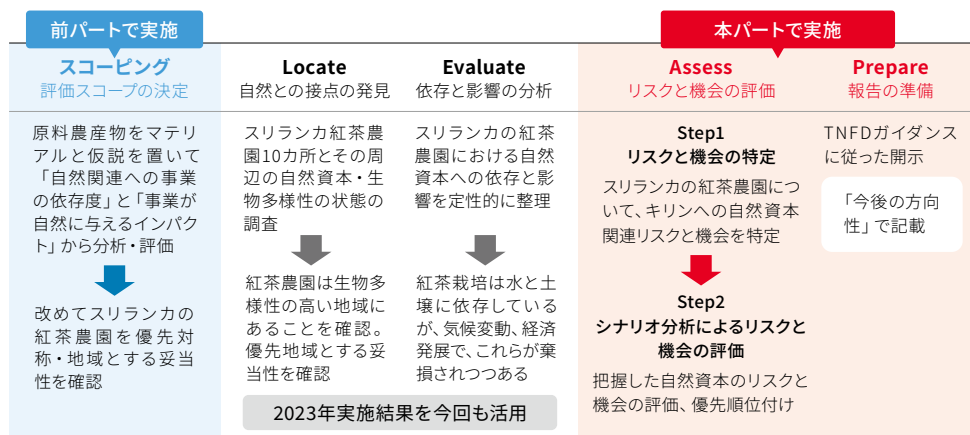 前パートで実施
スコーピング
評価スコープの決定
原料農産物をマテリ
アルと仮説を置いて
「自然関連への事業
の依存度」と「事業が
自然に与えるインパク
ト」から分析・評価
改めてスリランカの
紅茶農園を優先対
称・地域とする妥当
性を確認
Locate
自然との接点の発見
スリランカ紅茶農
園10カ所とその周
辺の自然資本・生
物多様性の状態の
調査
紅茶農園は生物多
様性の高い地域に
あることを確認。
優先地域とする妥
当性を確認
Evaluate
依存と影響の分析
スリランカの紅茶
農園における自然
資本への依存と影
響を定性的に整理
紅茶栽培は水と土
壌に依存している
が、気候変動、経済
発展で、これらが棄
損されつつある
2023年実施結果を今回も活用
本パートで実施
Assess
リスクと機会の評価
Step1
リスクと機会の特定
スリランカの紅茶農園につ
いて、キリンへの自然資本
関連リスクと機会を特定
Step2
シナリオ分析によるリスクと
機会の評価
把握した自然資本のリスクと
機会の評価、優先順位付け
Prepare
報告の準備
TNFDガイダンス
に従った開示
「今後の方向
性」で記載